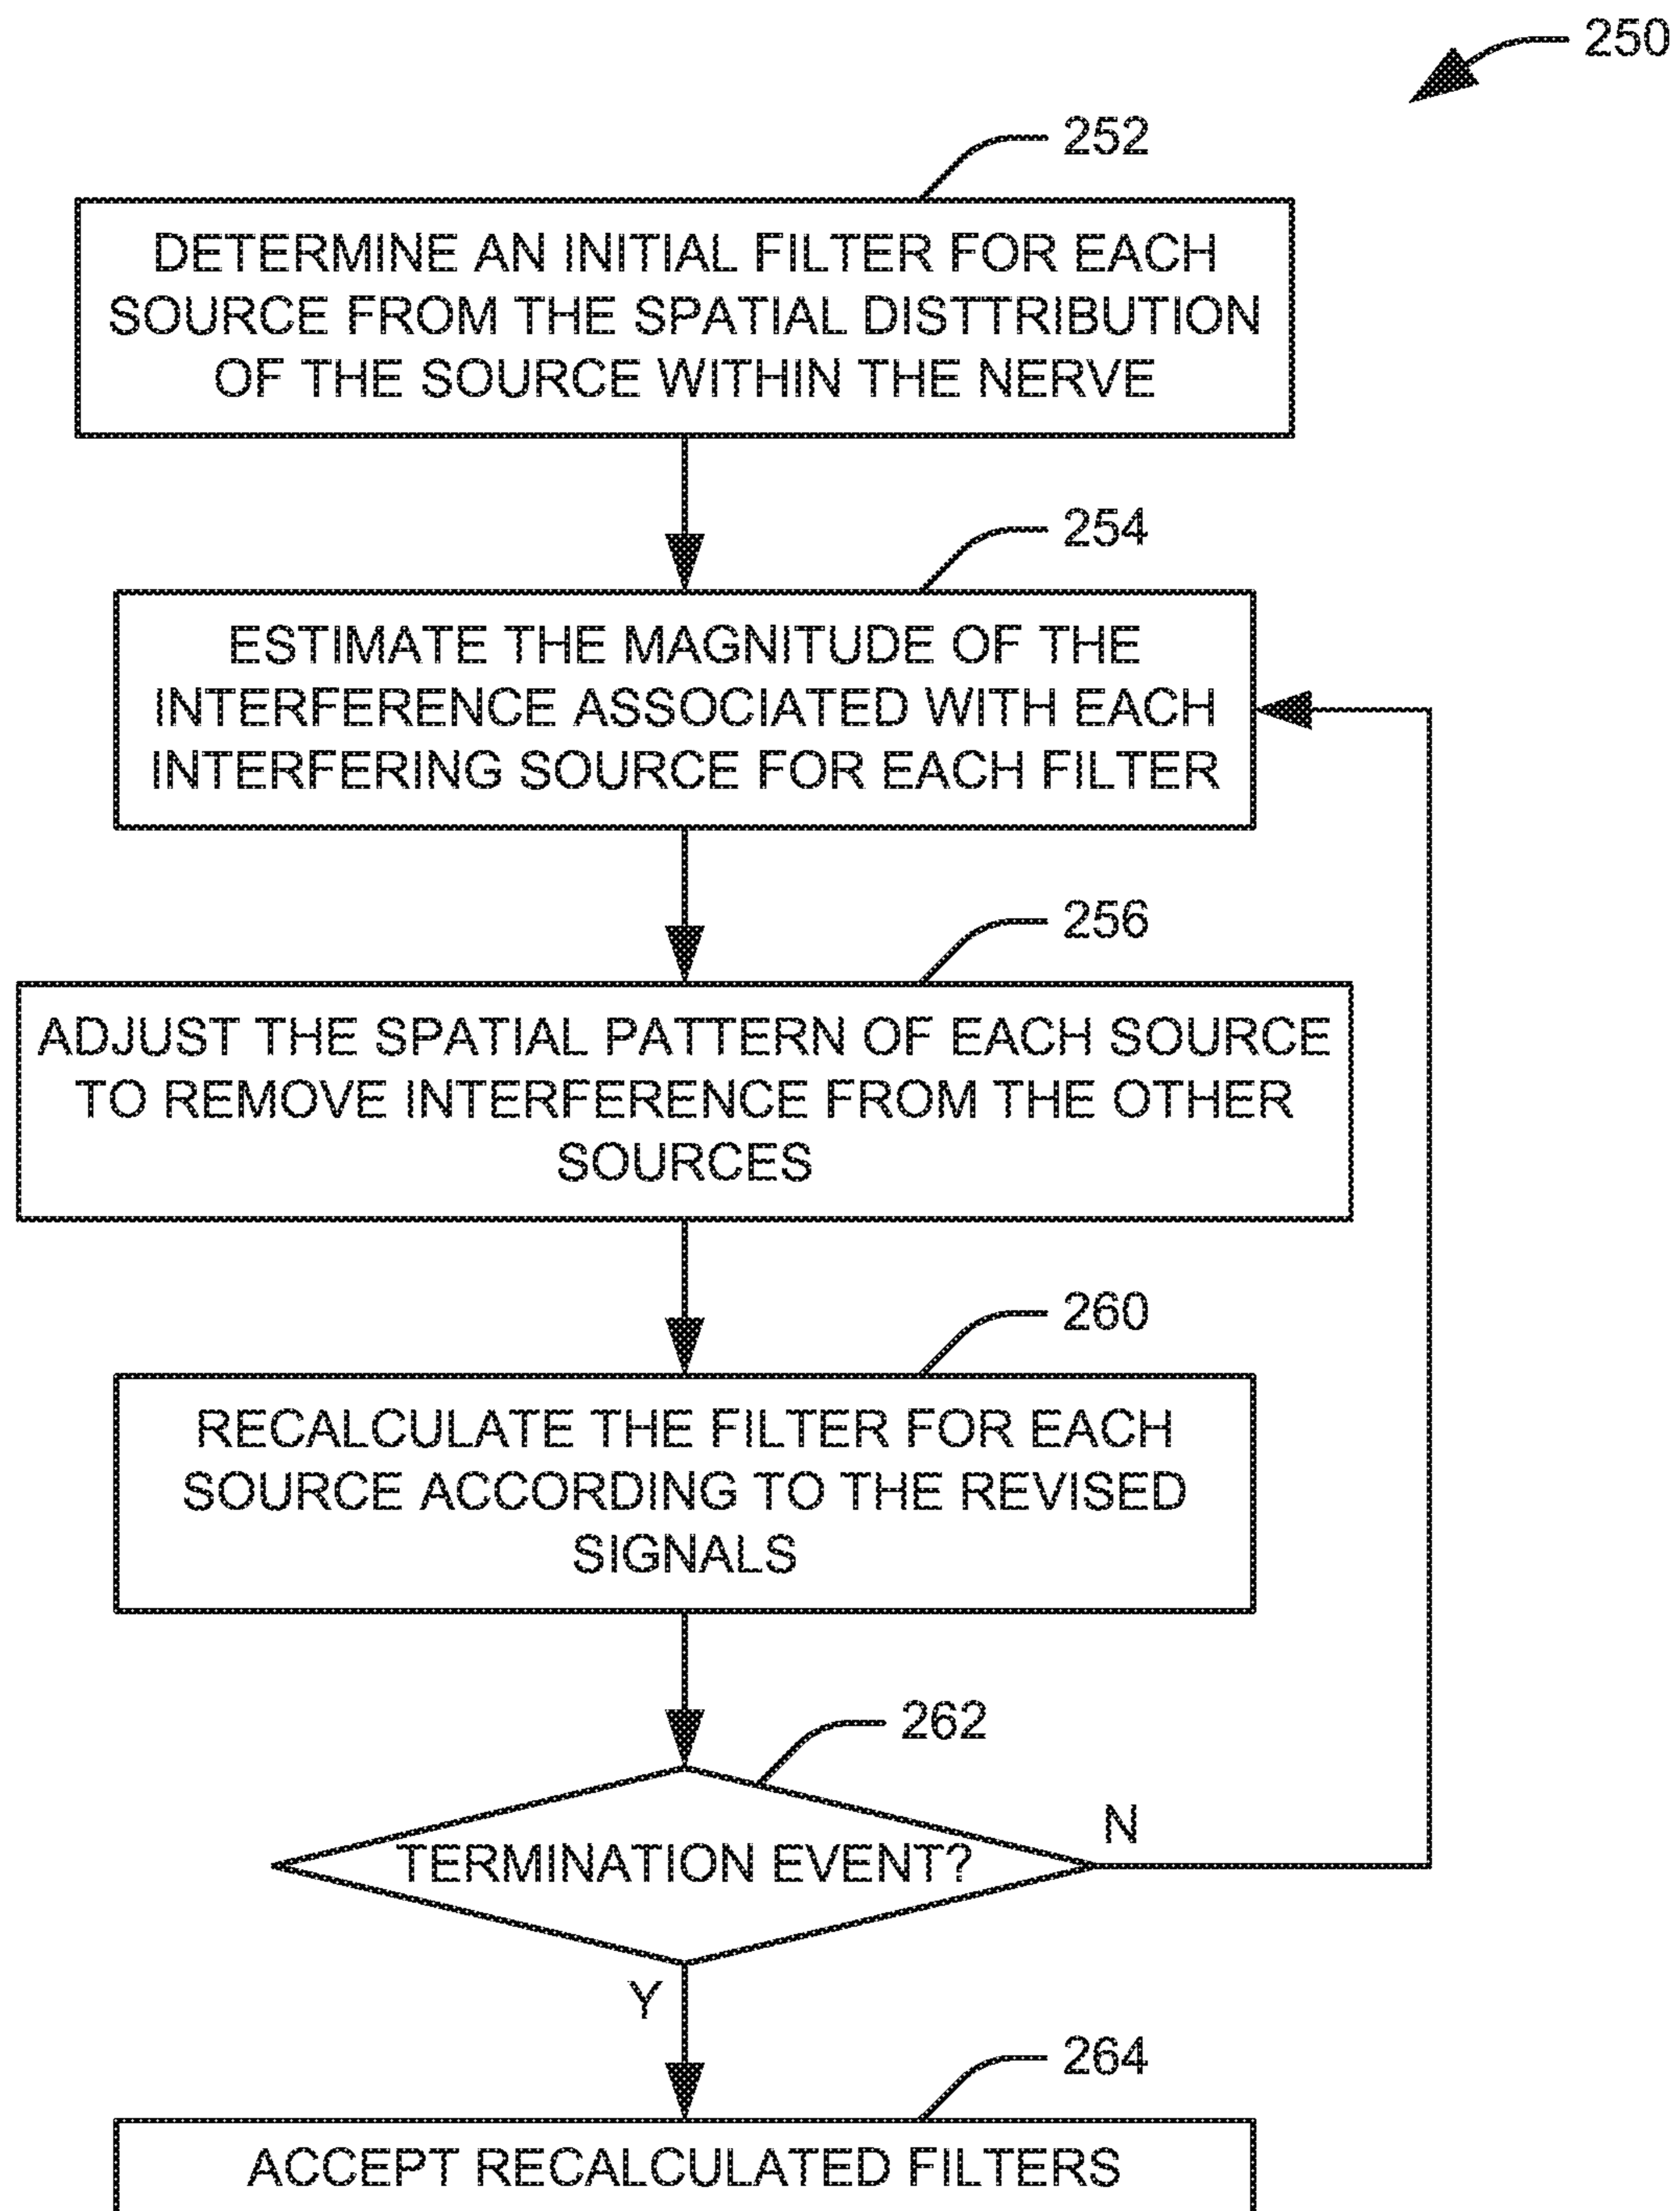 250
252
DETERMINE AN INITIAL FILTER FOR EACH
SOURCE FROM THE SPATIAL DISTTRIBUTION
OF THE SOURCE WITHIN THE NERVE
254
ESTIMATE THE MAGNITUDE OF THE
INTERFERENCE ASSOCIATED WITH EACH
INTERFERING SOURCE FOR EACH FILTER
256
ADJUST THE SPATIAL PATTERN OF EACH SOURCE
TO REMOVE INTERFERENCE FROM THE OTHER
SOURCES
260
RECALCULATE THE FILTER FOR EACH
SOURCE ACCORDING TO THE REVISED
SIGNALS
262
TERMINATION EVENT?
N
Y
264
ACCEPT RECALCULATED FILTERS